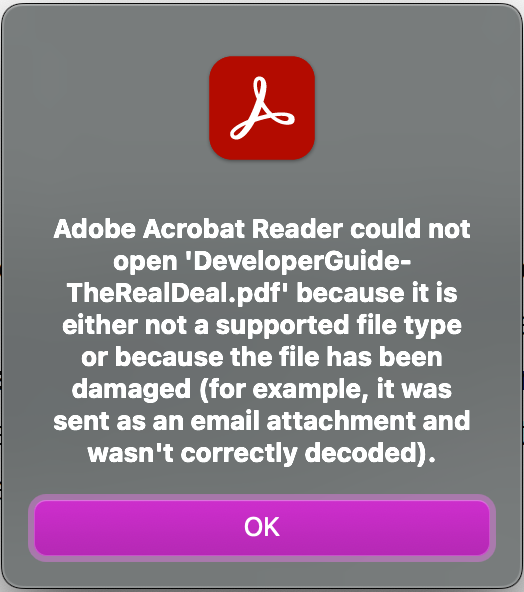 Adobe Acrobat Reader could not
open 'DeveloperGuide-
TheRealDeal.pdf' because it is
either not a supported file type
or because the file has been
damaged (for example, it was
sent as an email attachment and
wasn't correctly decoded).
OK